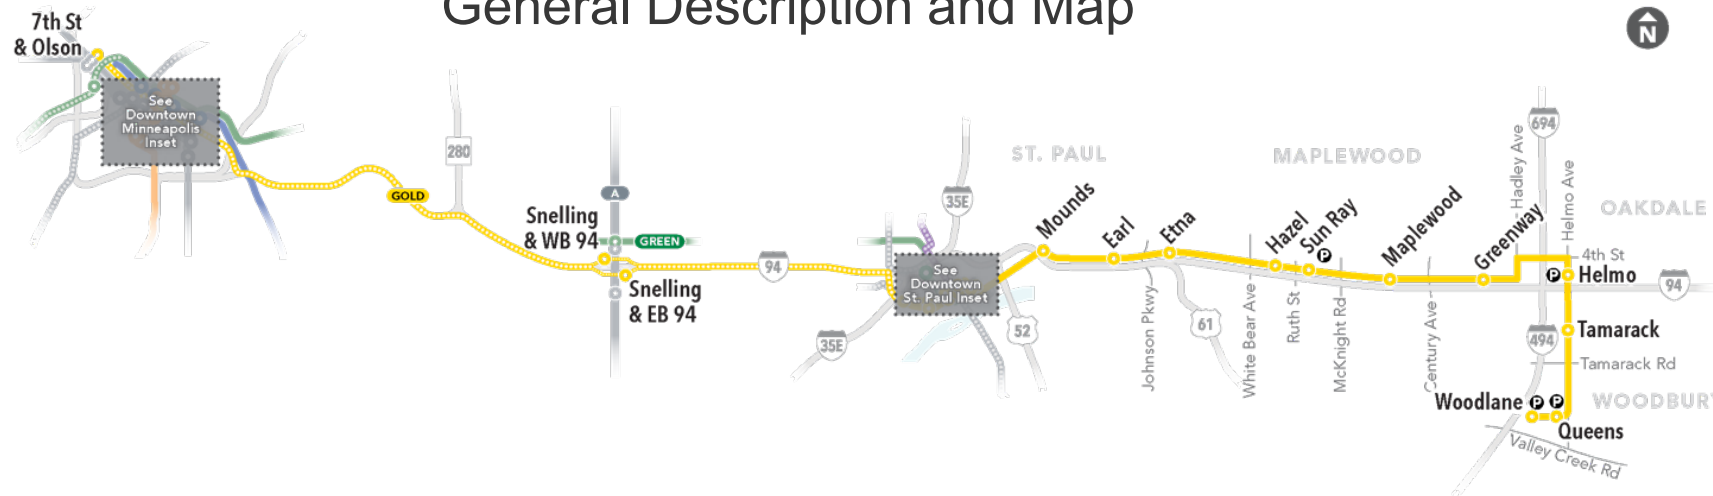 General Description and Map
7th St
& Olson
N
See
Downtown
Minneapolis
Inset
280
GOLD
A
Snelling
& WB 94
GREEN
94
Snelling
& EB 94
35E
See
Downtown
St. Paul Inset
35E
52
ST. PAUL
MAPLEWOOD
OAKDALE
WOODBURY
Mounds
Earl
Etna
Hazel
Sun Ray
P
Maplewood
Greenway
Hadley Ave
694
Helmo Ave
4th St
P
Helmo
94
Tamarack
494
Tamarack Rd
Johnson Pkwy
61
White Bear Ave
Ruth St
McKnight Rd
Century Ave
Woodlane
P
P
Queens
Valley Creek Rd